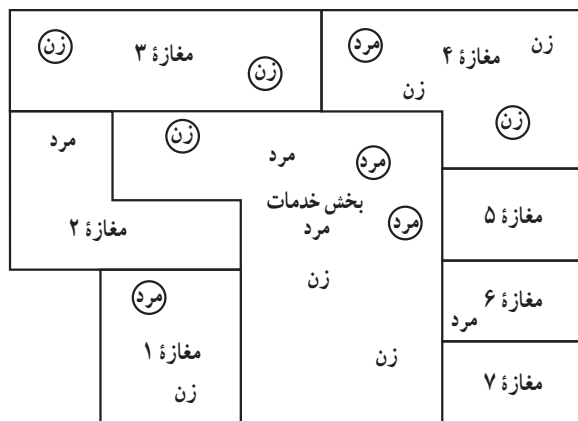 زن
مغازهٔ ۳
زن
مرد
مغازهٔ ۴
زن
زن
زن
مرد
زن
مرد
مرد
بخش خدمات
مرد
مرد
زن
زن
مغازهٔ ۲
مرد
مغازهٔ ۱
زن
مغازهٔ ۵
مغازهٔ ۶
مرد
مغازهٔ ۷